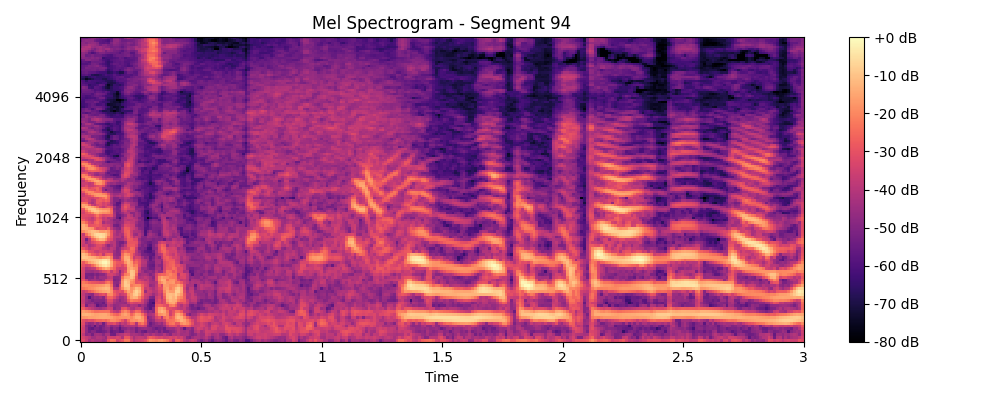 Mel Spectrogram - Segment 94
Frequency
4096
2048
1024
512
0
0
0.5
1
1.5
2
2.5
3
Time
+0 dB
-10 dB
-20 dB
-30 dB
-40 dB
-50 dB
-60 dB
-70 dB
-80 dB